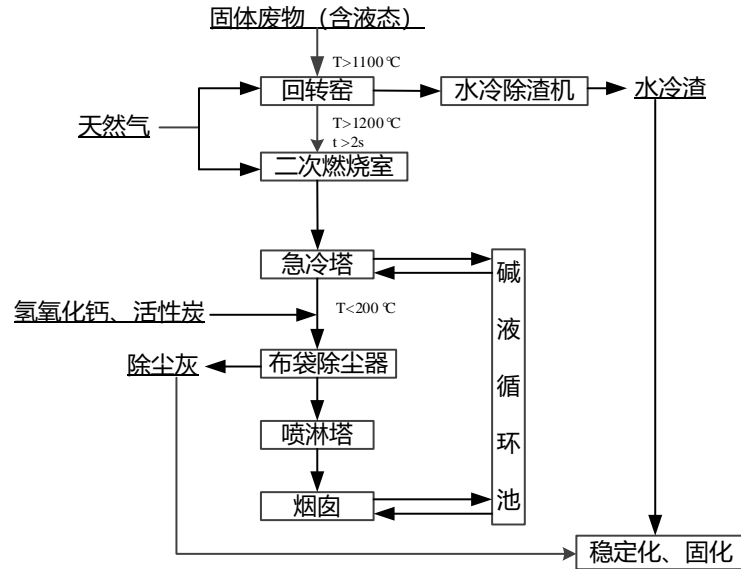 固体废物（含液态）
T>1100℃
回转窑
水冷除渣机
水冷渣
天然气
T>1200℃
t >2s
二次燃烧室
急冷塔
碱液循环池
氢氧化钙、活性炭
T<200℃
除尘灰
布袋除尘器
喷淋塔
烟囱
稳定化、固化